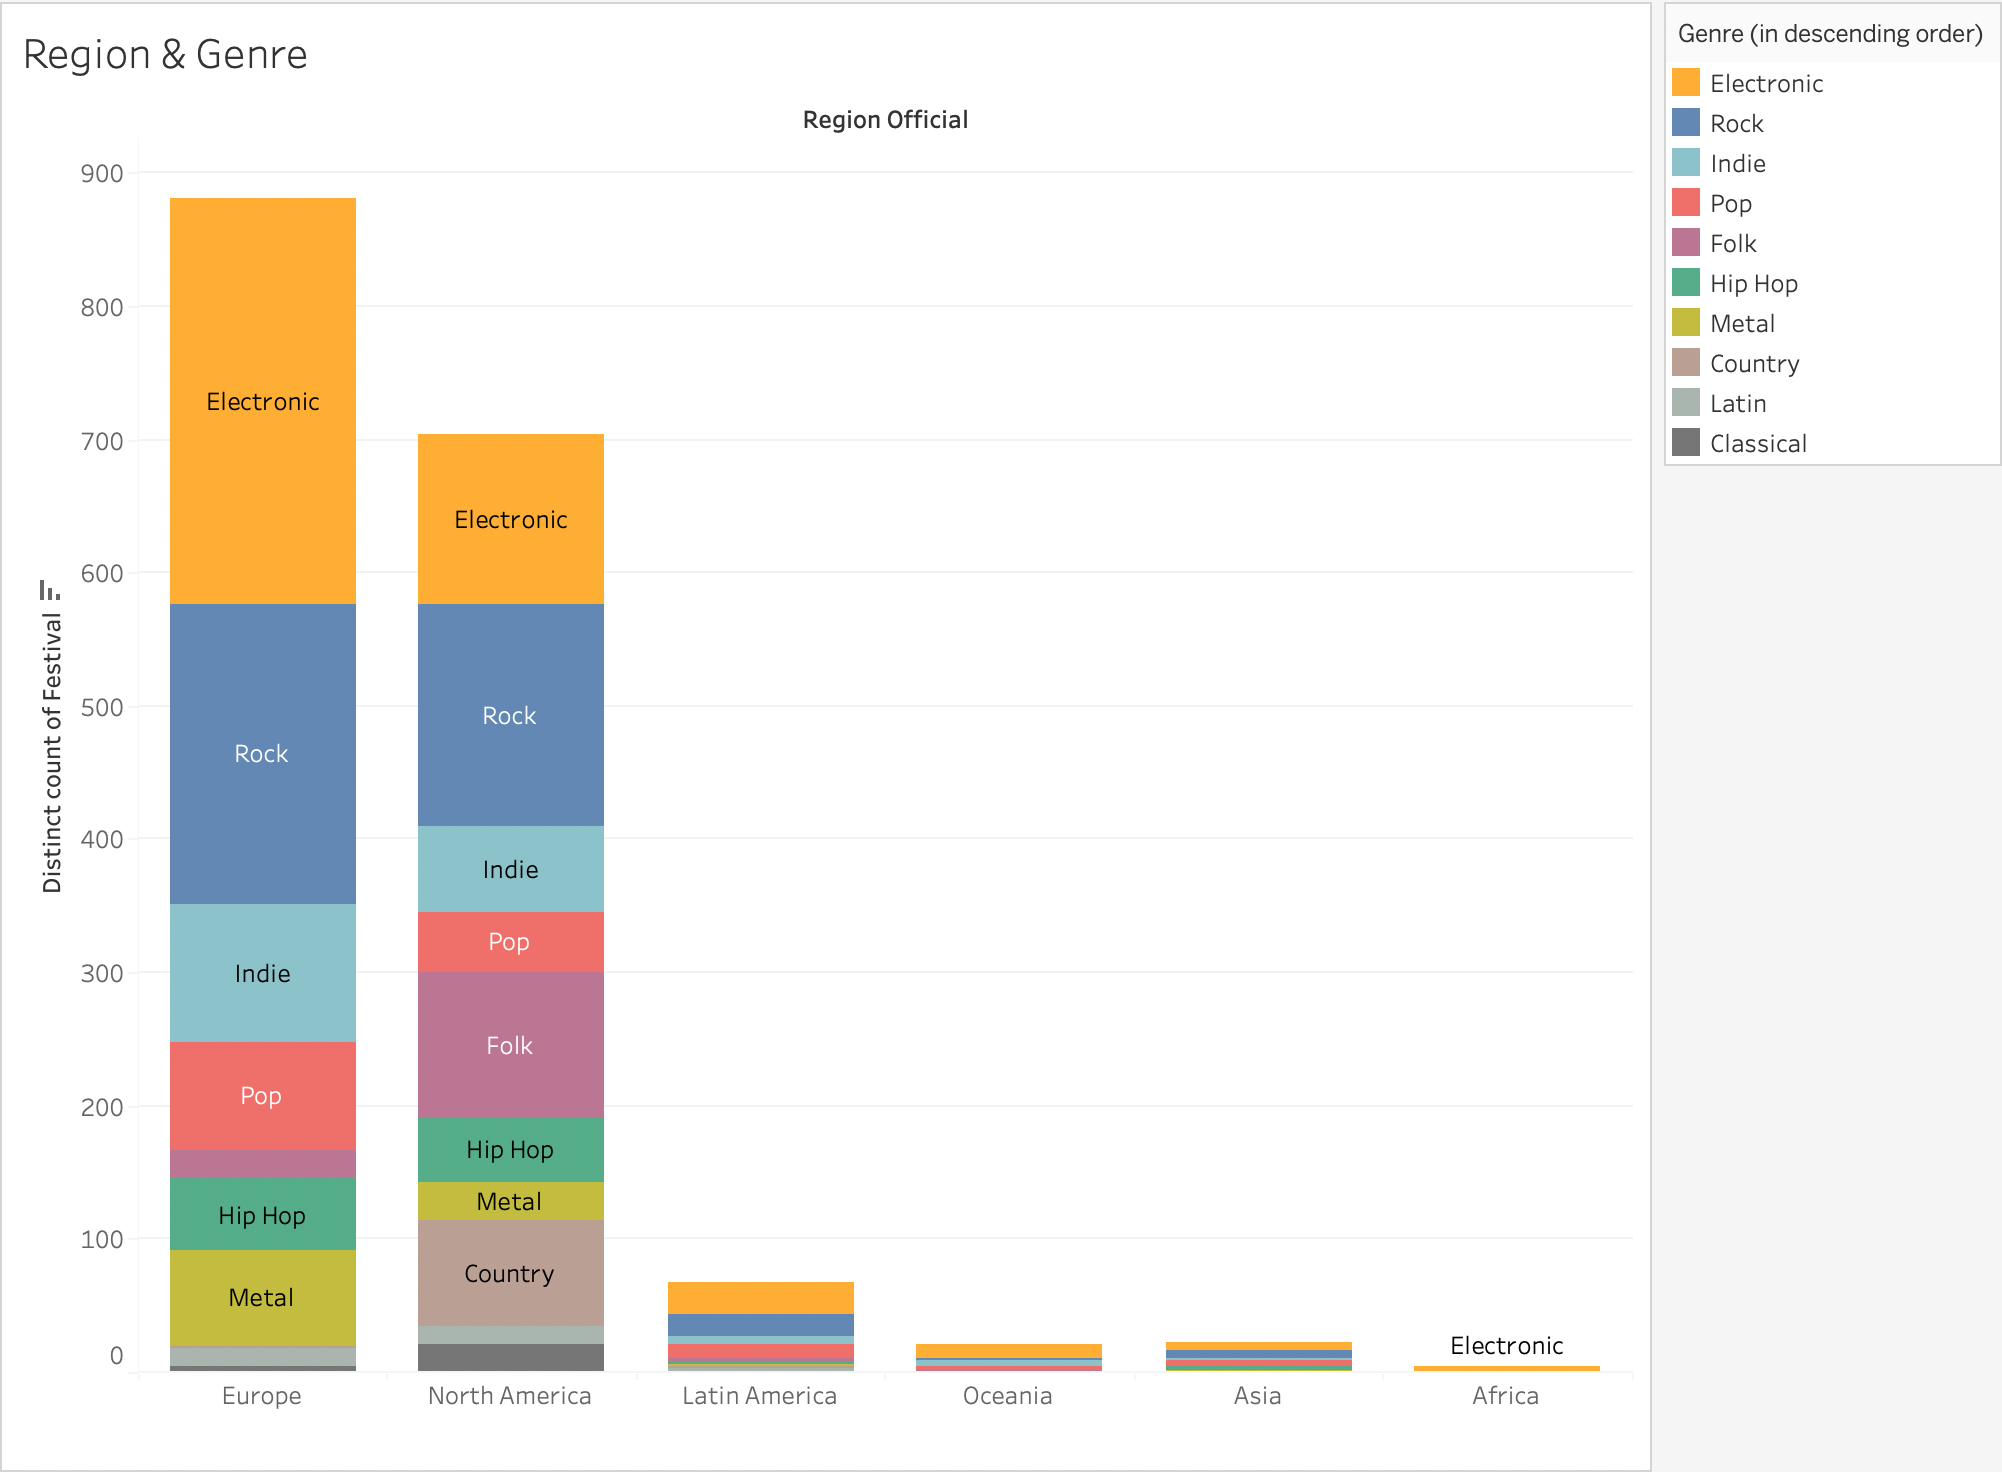 Region & Genre
Region Official
Distinct count of Festival
900
800
700
600
500
400
300
200
100
0
Electronic
Rock
Indie
Pop
Hip Hop
Metal
Electronic
Rock
Indie
Pop
Folk
Hip Hop
Metal
Country
Electronic
Europe
North America
Latin America
Oceania
Asia
Africa
Genre (in descending order)
Electronic
Rock
Indie
Pop
Folk
Hip Hop
Metal
Country
Latin
Classical